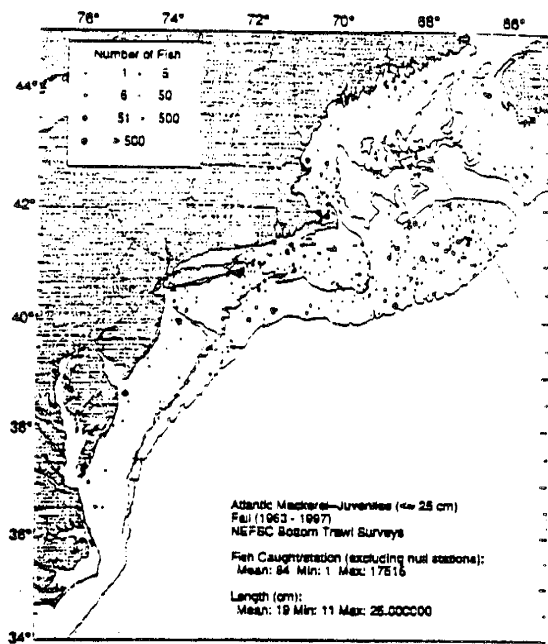 76° 74° 72° 70° 68° 66°
Number of Fish
1 - 5
6 - 50
51 - 500
> 500
44°
42°
40°
38°
36°
34°
Atlantic Mackerel—Juveniles (<= 25 cm)
Fall (1963 - 1997)
NEFSC Bottom Trawl Surveys
Fish Caught/station (excluding null stations):
Mean: 84 Min: 1 Max: 17515
Length (cm):
Mean: 19 Min: 11 Max: 25.000000